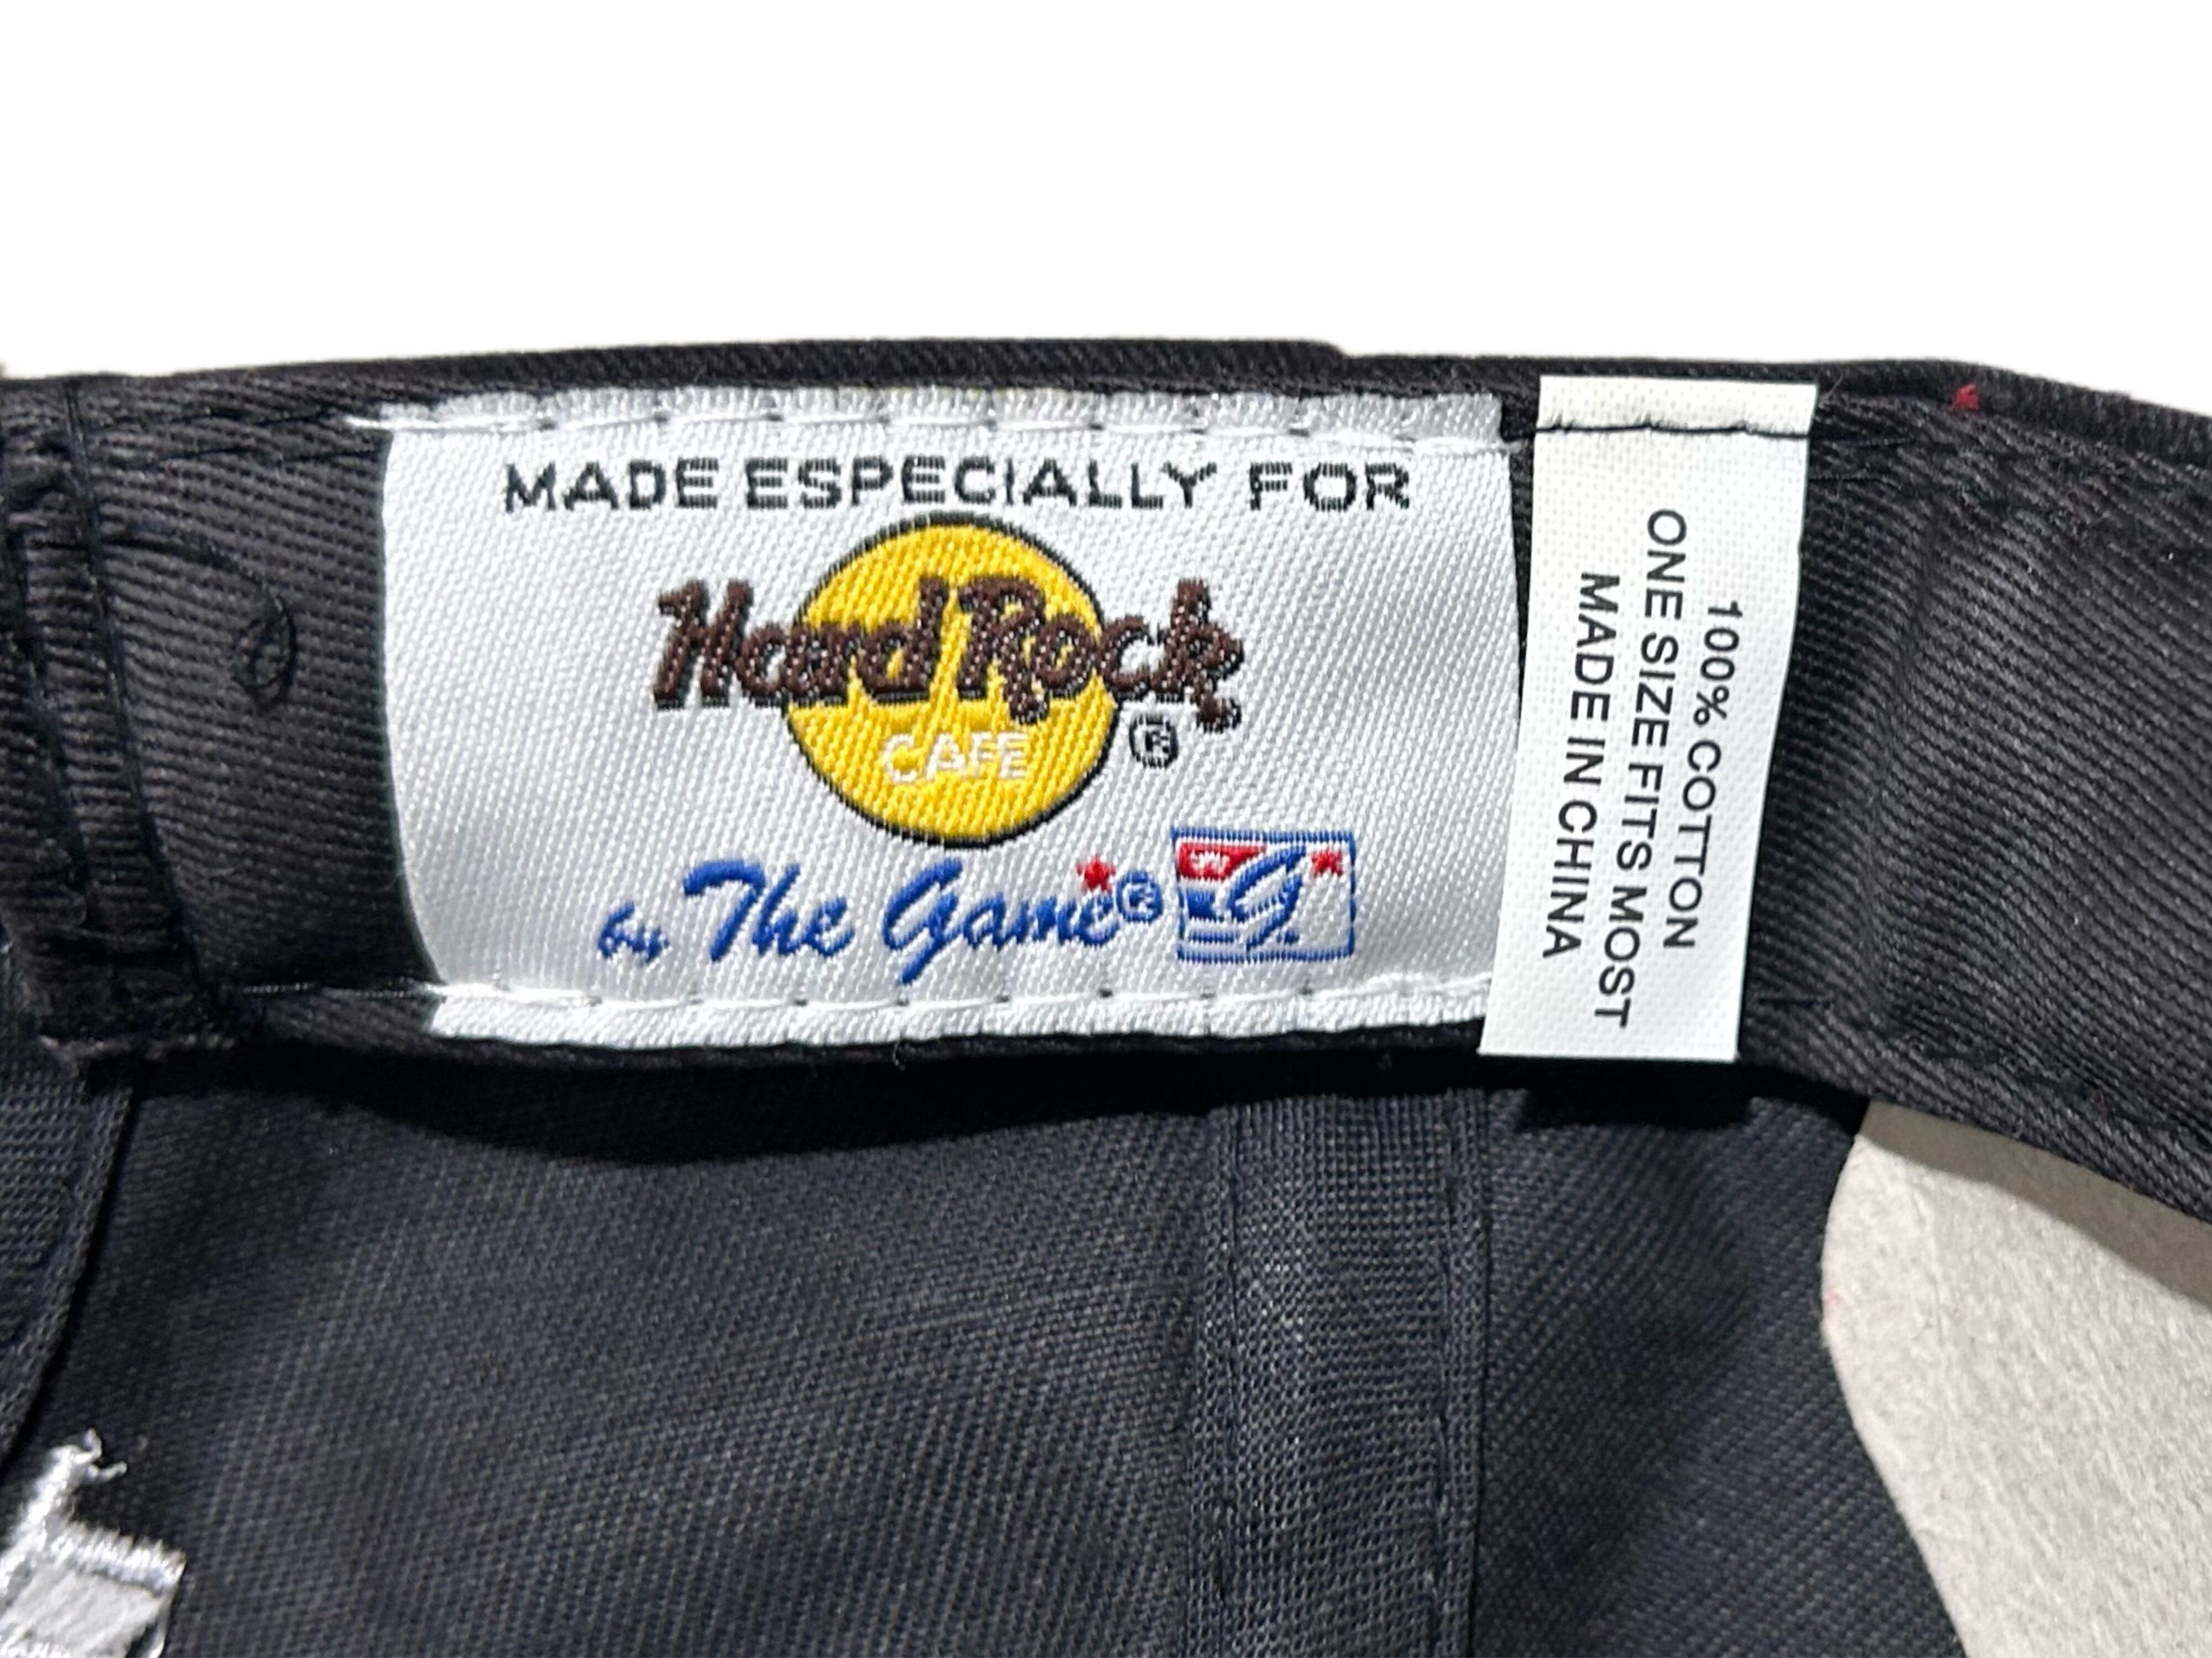 MADE ESPECIALLY FOR
Hard Rock
CAFE
®
by The Game®
G
100% COTTON
ONE SIZE FITS MOST
MADE IN CHINA